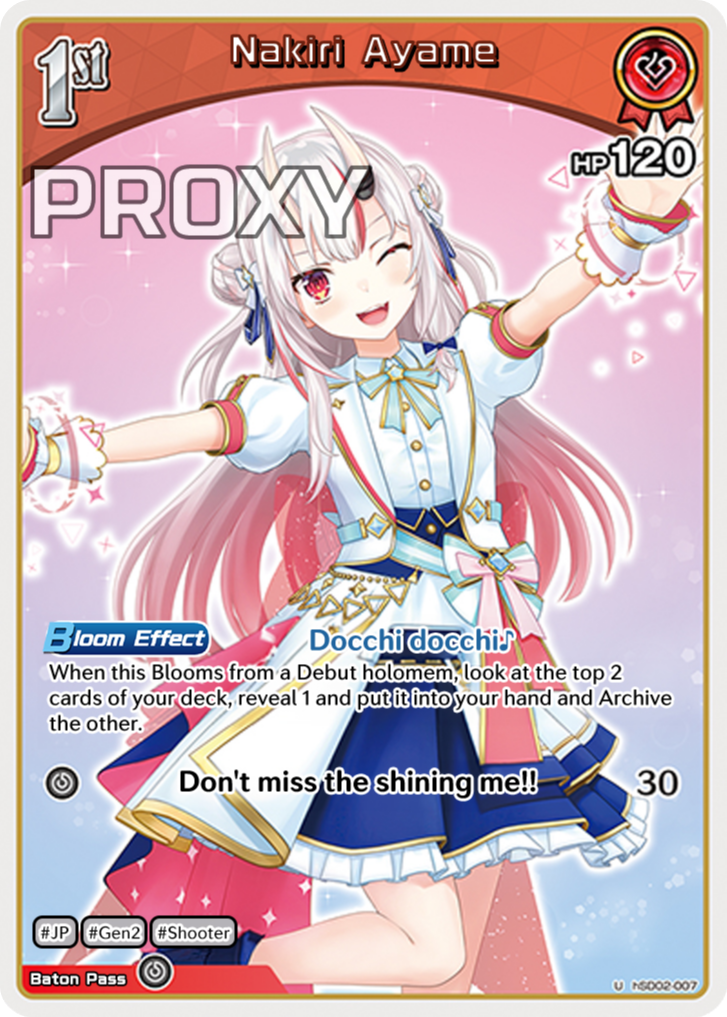 1st
Nakiri Ayame
HP120
PROXY
Bloom Effect
Docchi docchi♪
When this Blooms from a Debut holomem, look at the top 2
cards of your deck, reveal 1 and put it into your hand and Archive
the other.
Don't miss the shining me!! 30
#JP #Gen2 #Shooter
Baton Pass
U hSD02-007